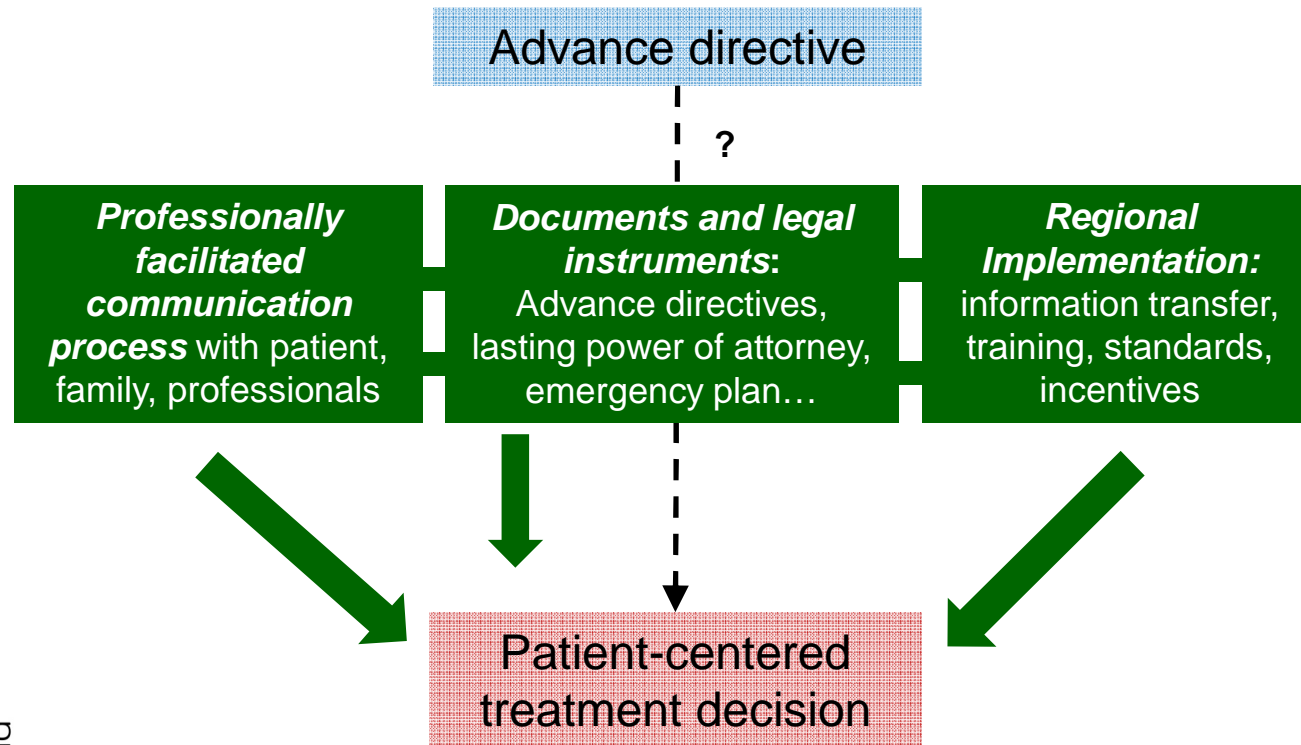 Advance directive
?
Professionally
facilitated
communication
process with patient,
family, professionals
Documents and legal
instruments:
Advance directives,
lasting power of attorney,
emergency plan…
Regional
Implementation:
information transfer,
training, standards,
incentives
Patient-centered
treatment decision